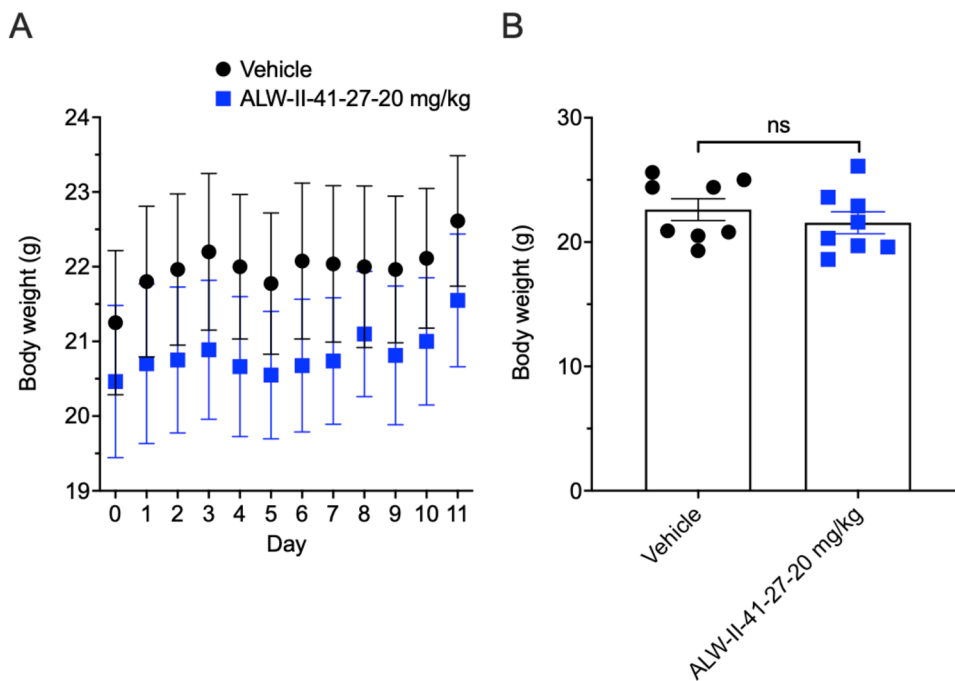 A
Vehicle
ALW-II-41-27-20 mg/kg
24
23
22
21
20
19
Body weight (g)
0 1 2 3 4 5 6 7 8 9 10 11
Day
B
30
20
10
0
Body weight (g)
ns
Vehicle
ALW-II-41-27-20 mg/kg